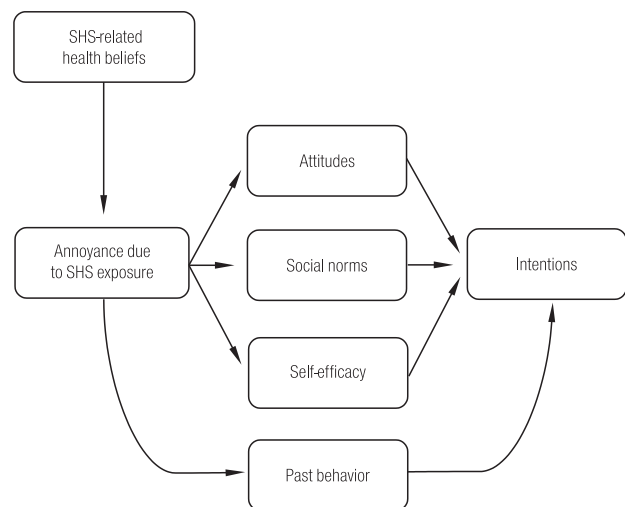 SHS-related
health beliefs
Attitudes
Annoyance due
to SHS exposure
Social norms
Intentions
Self-efficacy
Past behavior